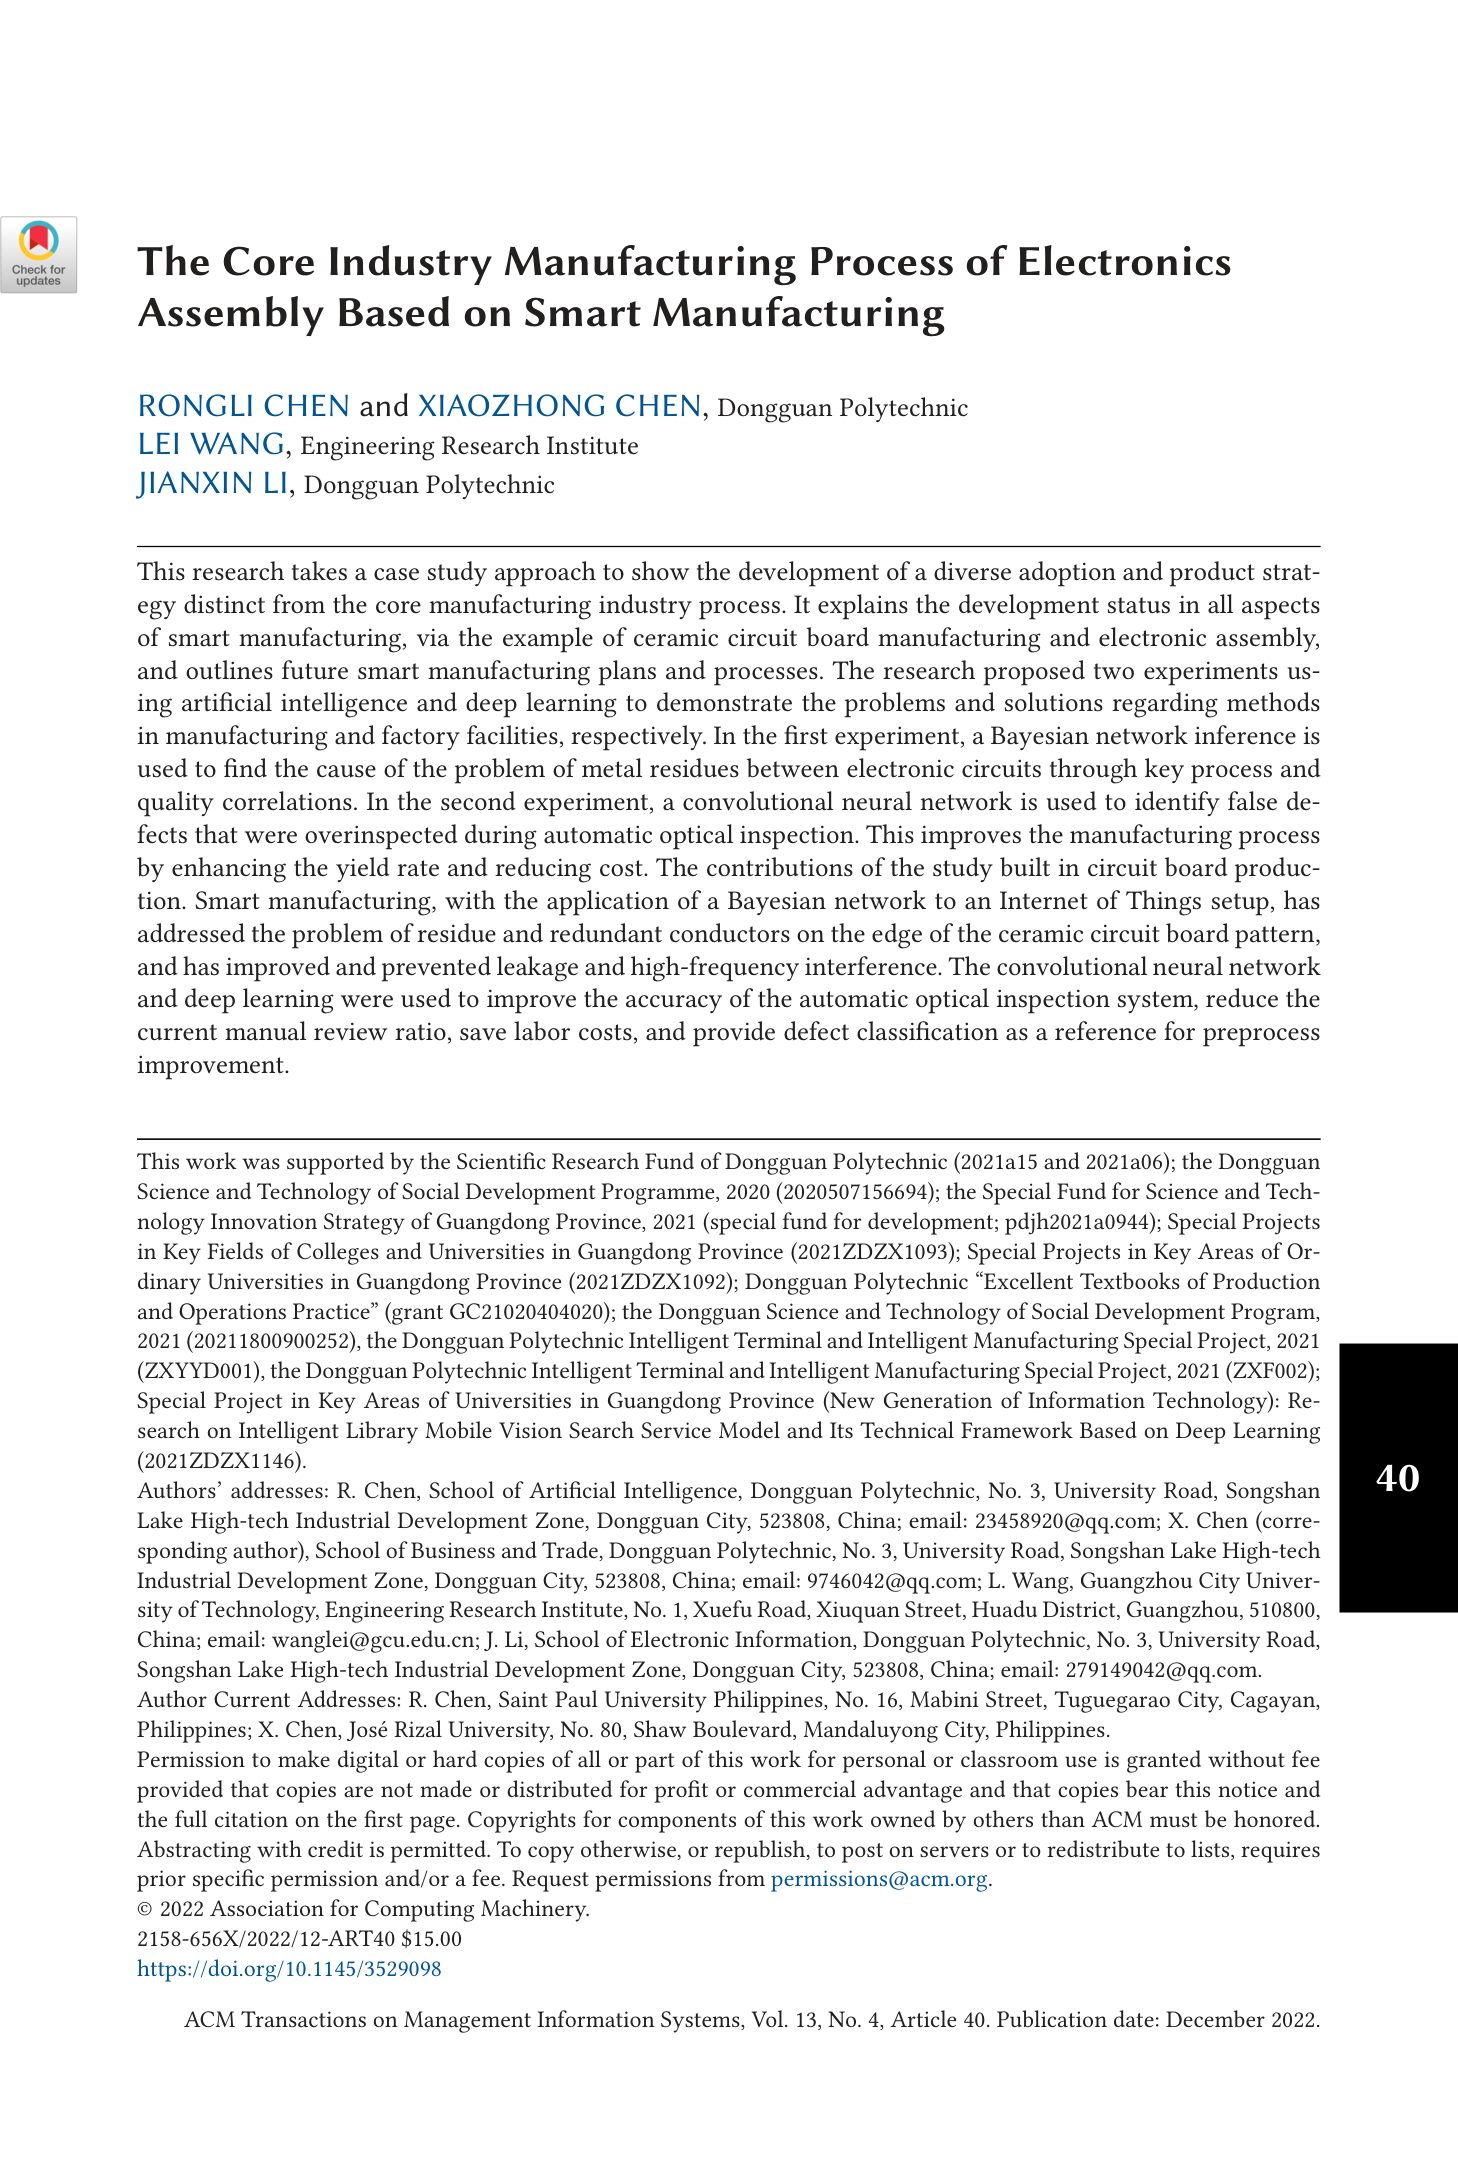 Check for
updates
The Core Industry Manufacturing Process of Electronics
Assembly Based on Smart Manufacturing
RONGLI CHEN and XIAOZHONG CHEN, Dongguan Polytechnic
LEI WANG, Engineering Research Institute
JIANXIN LI, Dongguan Polytechnic
This research takes a case study approach to show the development of a diverse adoption and product strat-
egy distinct from the core manufacturing industry process. It explains the development status in all aspects
of smart manufacturing, via the example of ceramic circuit board manufacturing and electronic assembly,
and outlines future smart manufacturing plans and processes. The research proposed two experiments us-
ing artificial intelligence and deep learning to demonstrate the problems and solutions regarding methods
in manufacturing and factory facilities, respectively. In the first experiment, a Bayesian network inference is
used to find the cause of the problem of metal residues between electronic circuits through key process and
quality correlations. In the second experiment, a convolutional neural network is used to identify false de-
fects that were overinspected during automatic optical inspection. This improves the manufacturing process
by enhancing the yield rate and reducing cost. The contributions of the study built in circuit board produc-
tion. Smart manufacturing, with the application of a Bayesian network to an Internet of Things setup, has
addressed the problem of residue and redundant conductors on the edge of the ceramic circuit board pattern,
and has improved and prevented leakage and high-frequency interference. The convolutional neural network
and deep learning were used to improve the accuracy of the automatic optical inspection system, reduce the
current manual review ratio, save labor costs, and provide defect classification as a reference for preprocess
improvement.
This work was supported by the Scientific Research Fund of Dongguan Polytechnic (2021a15 and 2021a06); the Dongguan
Science and Technology of Social Development Programme, 2020 (2020507156694); the Special Fund for Science and Tech-
nology Innovation Strategy of Guangdong Province, 2021 (special fund for development; pdjh2021a0944); Special Projects
in Key Fields of Colleges and Universities in Guangdong Province (2021ZDZX1093); Special Projects in Key Areas of Or-
dinary Universities in Guangdong Province (2021ZDZX1092); Dongguan Polytechnic “Excellent Textbooks of Production
and Operations Practice” (grant GC21020404020); the Dongguan Science and Technology of Social Development Program,
2021 (20211800900252), the Dongguan Polytechnic Intelligent Terminal and Intelligent Manufacturing Special Project, 2021
(ZXYYD001), the Dongguan Polytechnic Intelligent Terminal and Intelligent Manufacturing Special Project, 2021 (ZXF002);
Special Project in Key Areas of Universities in Guangdong Province (New Generation of Information Technology): Re-
search on Intelligent Library Mobile Vision Search Service Model and Its Technical Framework Based on Deep Learning
(2021ZDZX1146).
Authors’ addresses: R. Chen, School of Artificial Intelligence, Dongguan Polytechnic, No. 3, University Road, Songshan
Lake High-tech Industrial Development Zone, Dongguan City, 523808, China; email: 23458920@qq.com; X. Chen (corre-
sponding author), School of Business and Trade, Dongguan Polytechnic, No. 3, University Road, Songshan Lake High-tech
Industrial Development Zone, Dongguan City, 523808, China; email: 9746042@qq.com; L. Wang, Guangzhou City Univer-
sity of Technology, Engineering Research Institute, No. 1, Xuefu Road, Xiuquan Street, Huadu District, Guangzhou, 510800,
China; email: wanglei@gcu.edu.cn; J. Li, School of Electronic Information, Dongguan Polytechnic, No. 3, University Road,
Songshan Lake High-tech Industrial Development Zone, Dongguan City, 523808, China; email: 279149042@qq.com.
Author Current Addresses: R. Chen, Saint Paul University Philippines, No. 16, Mabini Street, Tuguegarao City, Cagayan,
Philippines; X. Chen, José Rizal University, No. 80, Shaw Boulevard, Mandaluyong City, Philippines.
Permission to make digital or hard copies of all or part of this work for personal or classroom use is granted without fee
provided that copies are not made or distributed for profit or commercial advantage and that copies bear this notice and
the full citation on the first page. Copyrights for components of this work owned by others than ACM must be honored.
Abstracting with credit is permitted. To copy otherwise, or republish, to post on servers or to redistribute to lists, requires
prior specific permission and/or a fee. Request permissions from permissions@acm.org.
© 2022 Association for Computing Machinery.
2158-656X/2022/12-ART40 $15.00
https://doi.org/10.1145/3529098
40
ACM Transactions on Management Information Systems, Vol. 13, No. 4, Article 40. Publication date: December 2022.